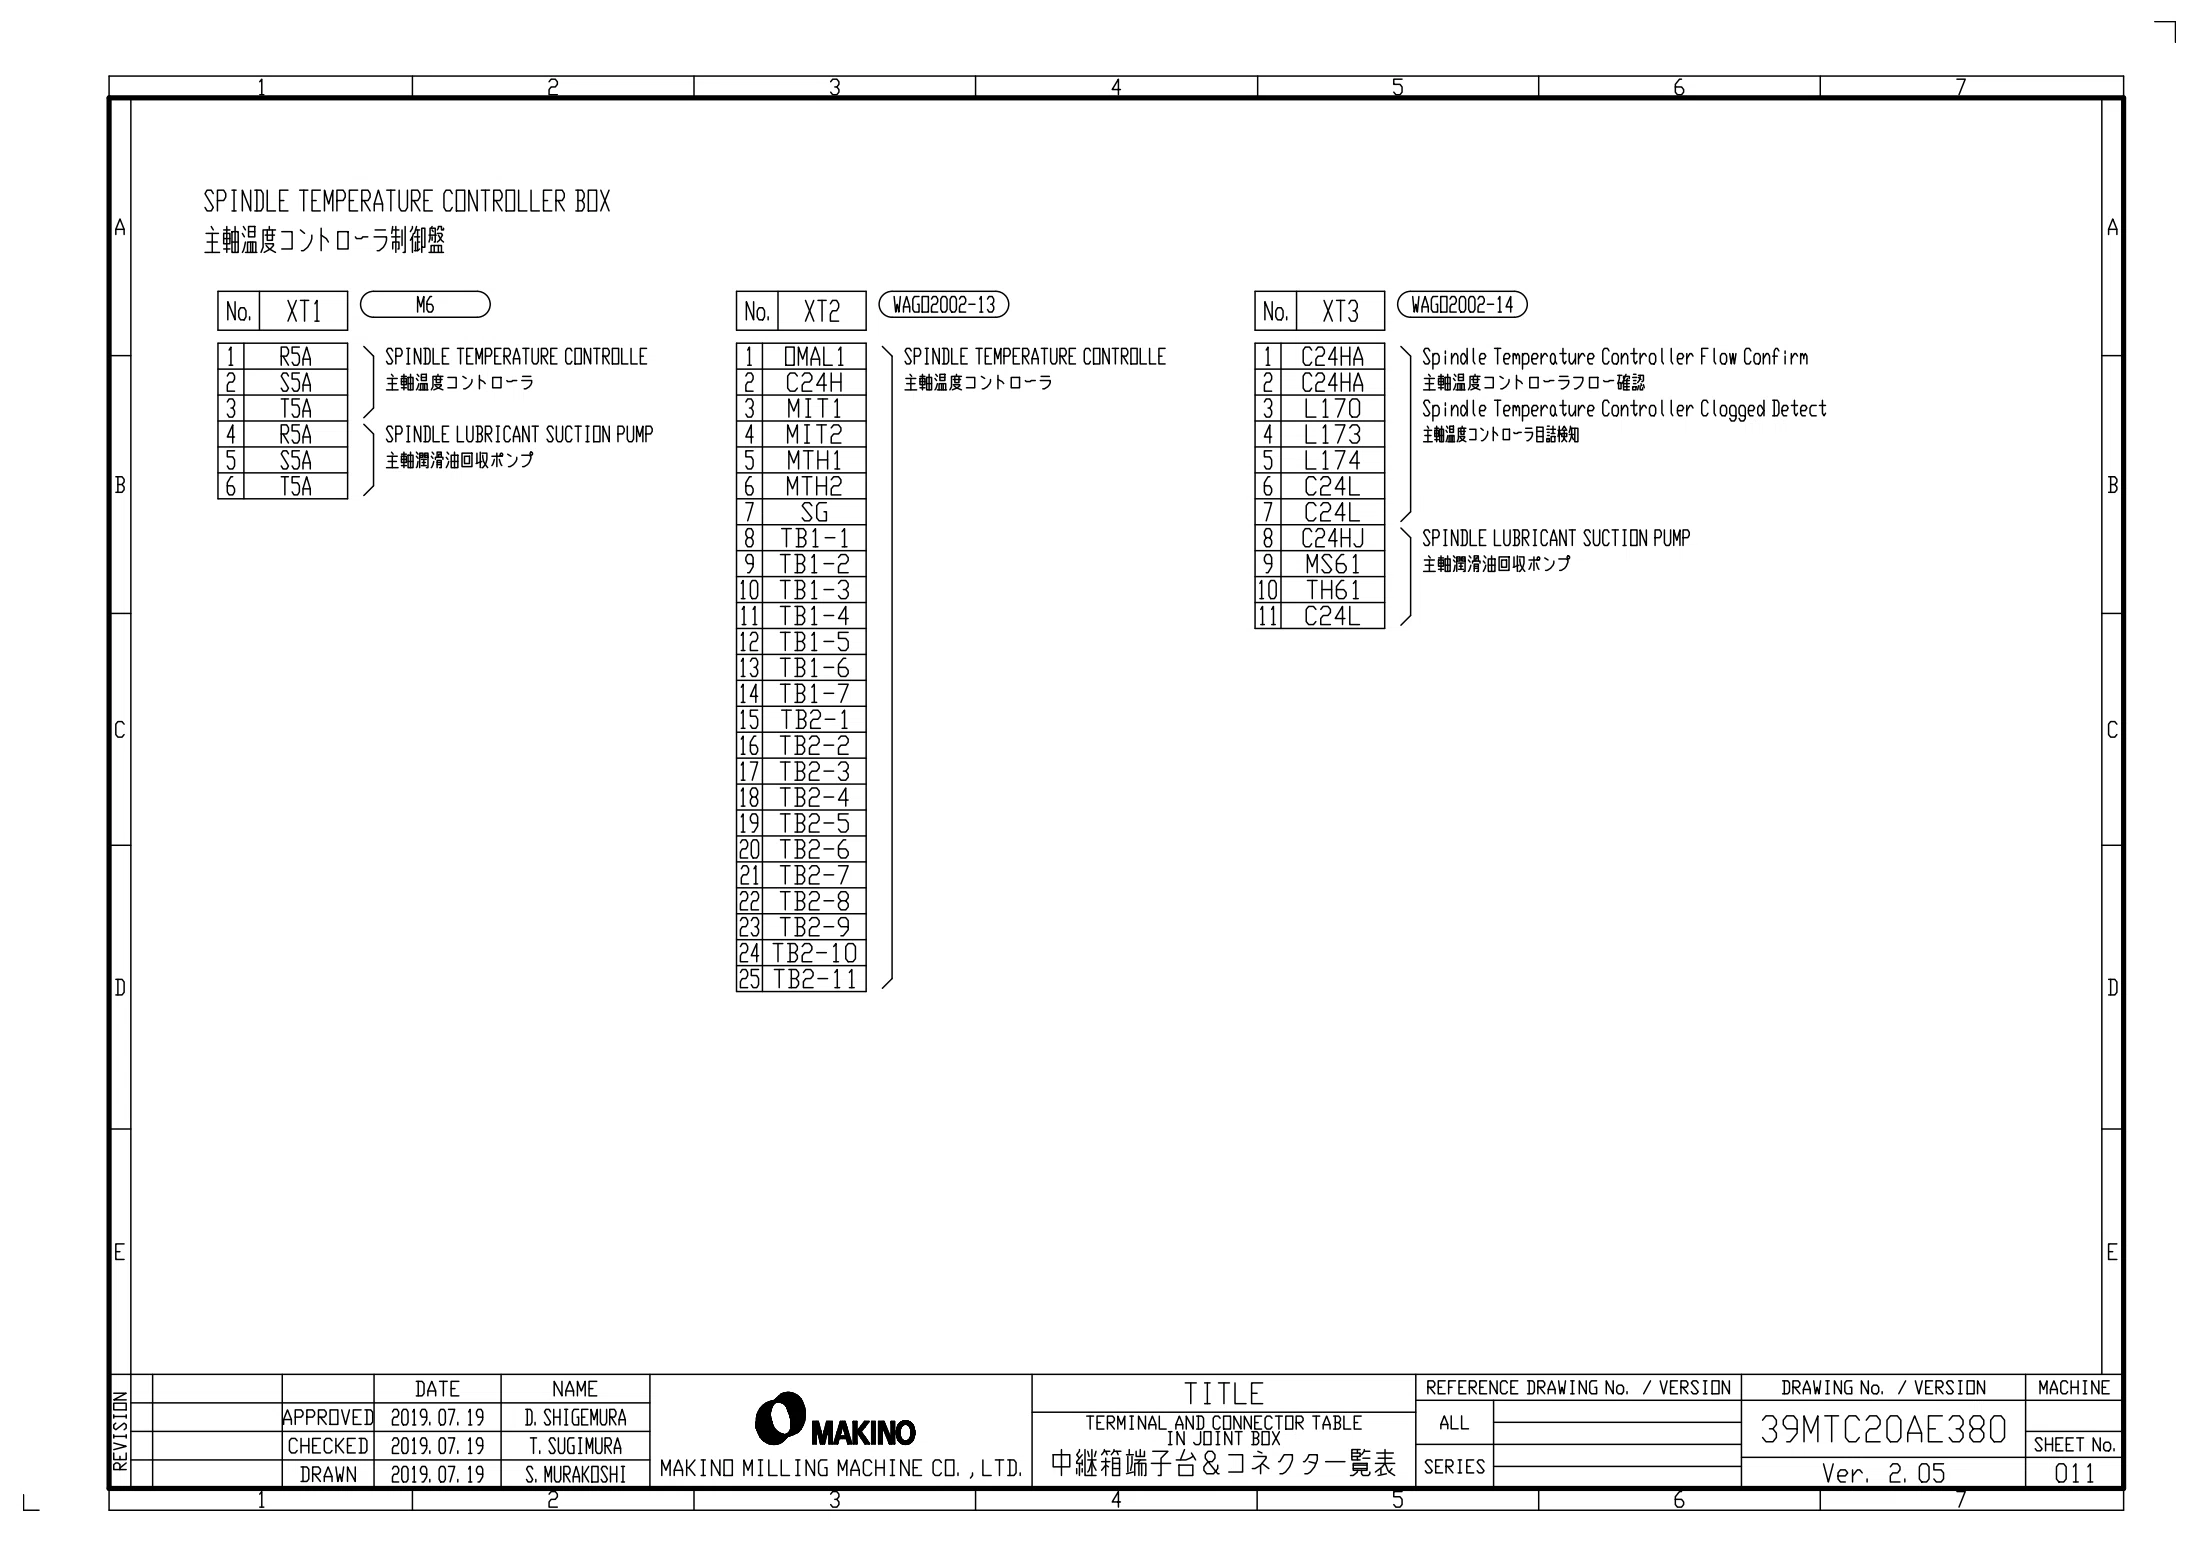 1 2 3 4 5 6 7
A A
B B
C C
D D
E E
SPINDLE TEMPERATURE CONTROLLER BOX
主軸温度コントローラ制御盤
No. XT1 M6
1 R5A SPINDLE TEMPERATURE CONTROLLE
2 S5A 主軸温度コントローラ
3 T5A
4 R5A SPINDLE LUBRICANT SUCTION PUMP
5 S5A 主軸潤滑油回収ポンプ
6 T5A
No. XT2 WAGO2002-13
1 OMAL1 SPINDLE TEMPERATURE CONTROLLE
2 C24H 主軸温度コントローラ
3 MIT1
4 MIT2
5 MTH1
6 MTH2
7 SG
8 TB1-1
9 TB1-2
10 TB1-3
11 TB1-4
12 TB1-5
13 TB1-6
14 TB1-7
15 TB2-1
16 TB2-2
17 TB2-3
18 TB2-4
19 TB2-5
20 TB2-6
21 TB2-7
22 TB2-8
23 TB2-9
24 TB2-10
25 TB2-11
No. XT3 WAGO2002-14
1 C24HA Spindle Temperature Controller Flow Confirm
2 C24HA 主軸温度コントローラフロー確認
3 L170 Spindle Temperature Controller Clogged Detect
4 L173 主軸温度コントローラ目詰検知
5 L174
6 C24L
7 C24L
8 C24HJ SPINDLE LUBRICANT SUCTION PUMP
9 MS61 主軸潤滑油回収ポンプ
10 TH61
11 C24L
REVISION
DATE NAME
APPROVED 2019.07.19 D. SHIGEMURA
CHECKED 2019.07.19 T. SUGIMURA
DRAWN 2019.07.19 S. MURAKOSHI
MAKINO
MAKINO MILLING MACHINE CO., LTD.
TITLE
TERMINAL AND CONNECTOR TABLE
IN JOINT BOX
中継箱端子台＆コネクター覧表
REFERENCE DRAWING No. / VERSION
ALL
SERIES
DRAWING No. / VERSION
39MTC20AE380
Ver. 2.05
MACHINE
SHEET No.
011
1 2 3 4 5 6 7